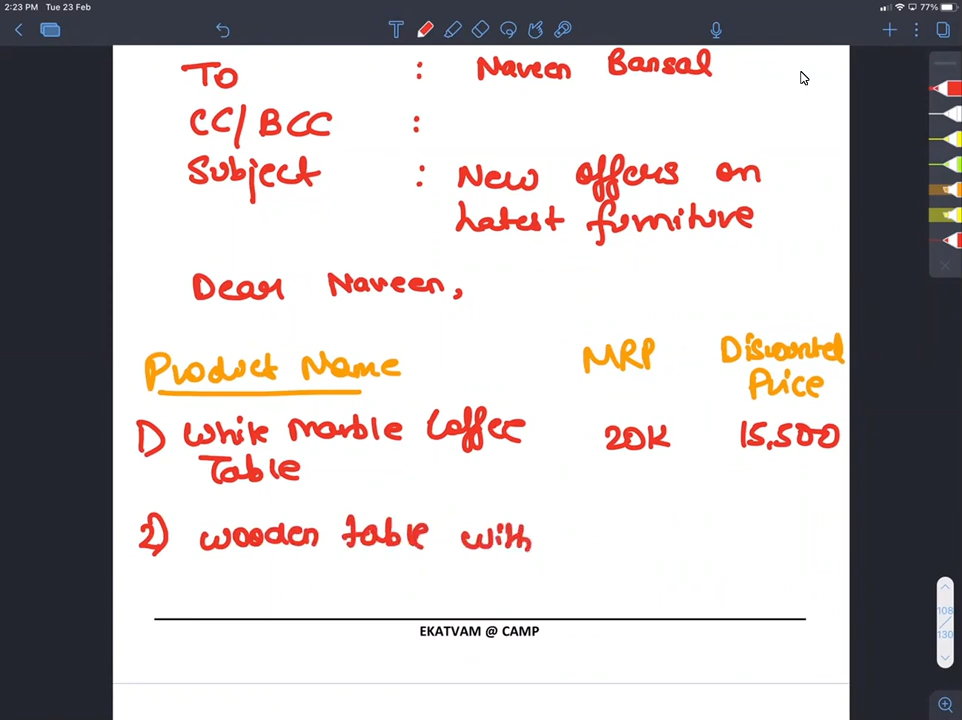 2:23 PM Tue 23 Feb
77%
To : Naveen Bansal
CC/BCC :
Subject : New offers on
Latest furniture
Dear Naveen,
Product Name MRP Discounted
Price
1) White Marble Coffee 20K 15,500
Table
2) Wooden table with
EKATVAM @ CAMP
108
130